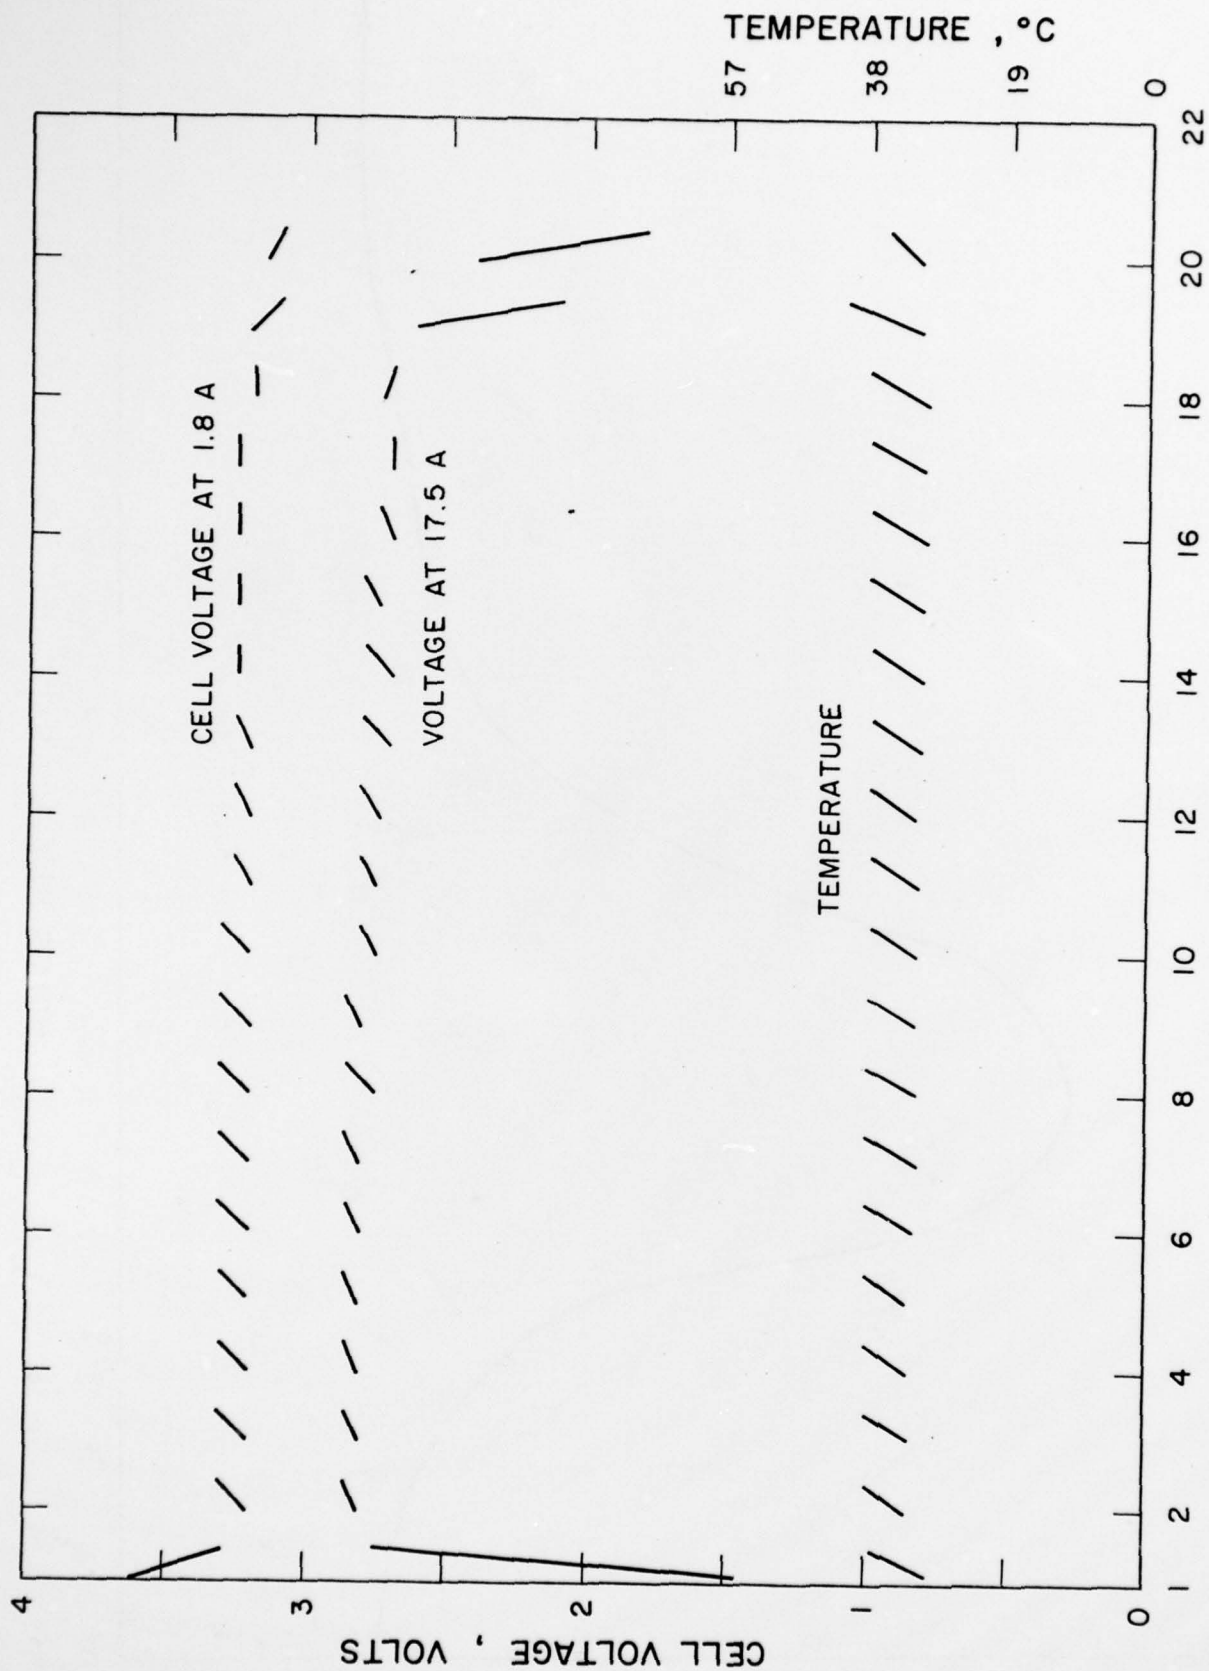 CELL VOLTAGE, VOLTS
4
3
2
1
0
CELL VOLTAGE AT 1.8 A
VOLTAGE AT 17.5 A
TEMPERATURE
1 2 4 6 8 10 12 14 16 18 20 22
TEMPERATURE , °C
57
38
19
0